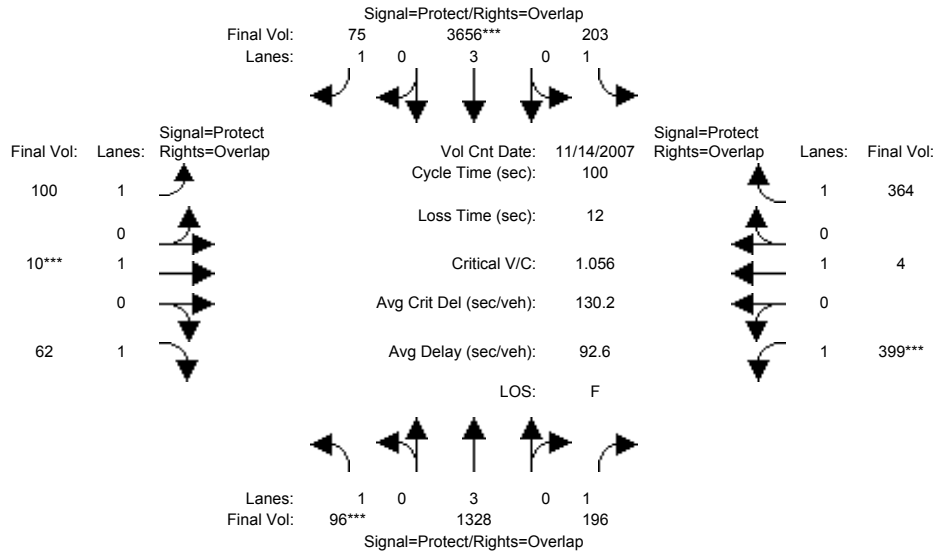 Signal=Protect/Rights=Overlap
Final Vol: 75 3656*** 203
Lanes: 1 0 3 0 1
Signal=Protect
Final Vol: Lanes: Rights=Overlap
Vol Cnt Date: 11/14/2007
Signal=Protect
Rights=Overlap Lanes: Final Vol:
Cycle Time (sec): 100
100 1
1 364
Loss Time (sec): 12
0
0
10*** 1
Critical V/C: 1.056
1 4
0
Avg Crit Del (sec/veh): 130.2
0
62 1
Avg Delay (sec/veh): 92.6
1 399***
LOS: F
Lanes: 1 0 3 0 1
Final Vol: 96*** 1328 196
Signal=Protect/Rights=Overlap